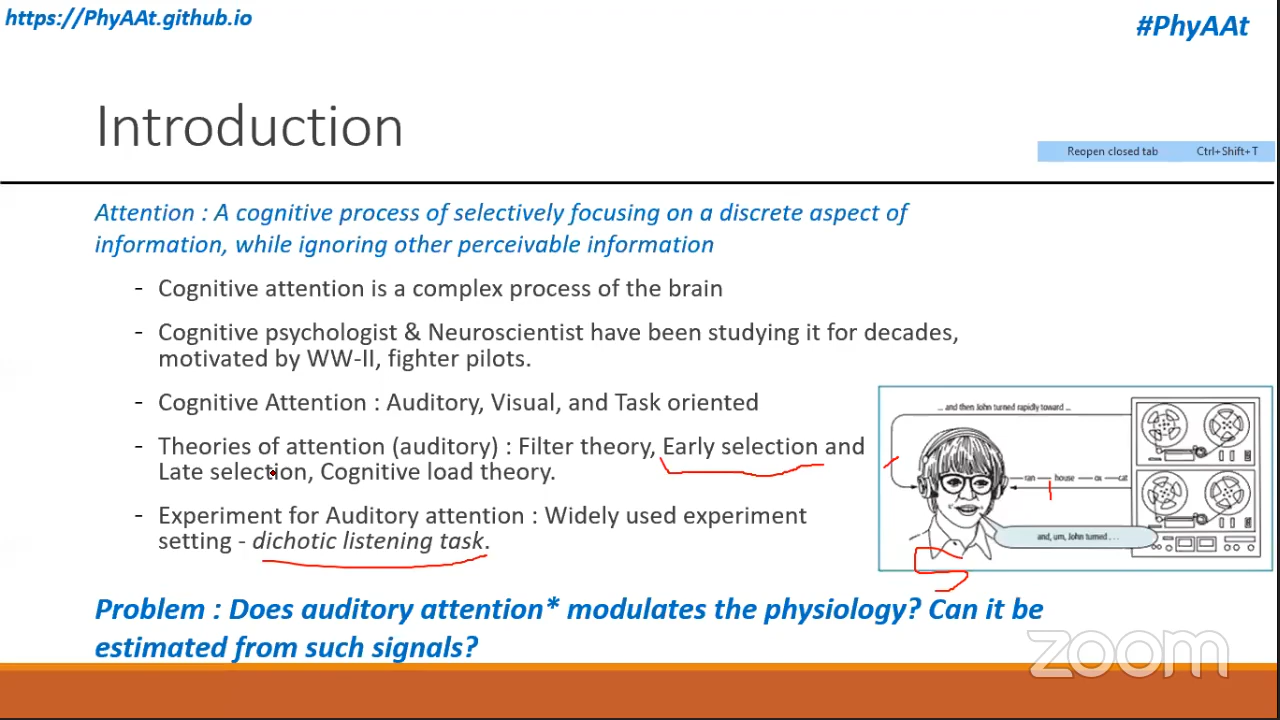 https://PhyAAt.github.io
#PhyAAt
Introduction
Reopen closed tab Ctrl+Shift+T
Attention : A cognitive process of selectively focusing on a discrete aspect of
information, while ignoring other perceivable information
- Cognitive attention is a complex process of the brain
- Cognitive psychologist & Neuroscientist have been studying it for decades,
motivated by WW-II, fighter pilots.
- Cognitive Attention : Auditory, Visual, and Task oriented
- Theories of attention (auditory) : Filter theory, Early selection and
Late selection, Cognitive load theory.
- Experiment for Auditory attention : Widely used experiment
setting - dichotic listening task.
... and then John turned rapidly toward ...
ran — house — ox — cat
and, um, John turned . . .
Problem : Does auditory attention* modulates the physiology? Can it be
estimated from such signals?
zoom